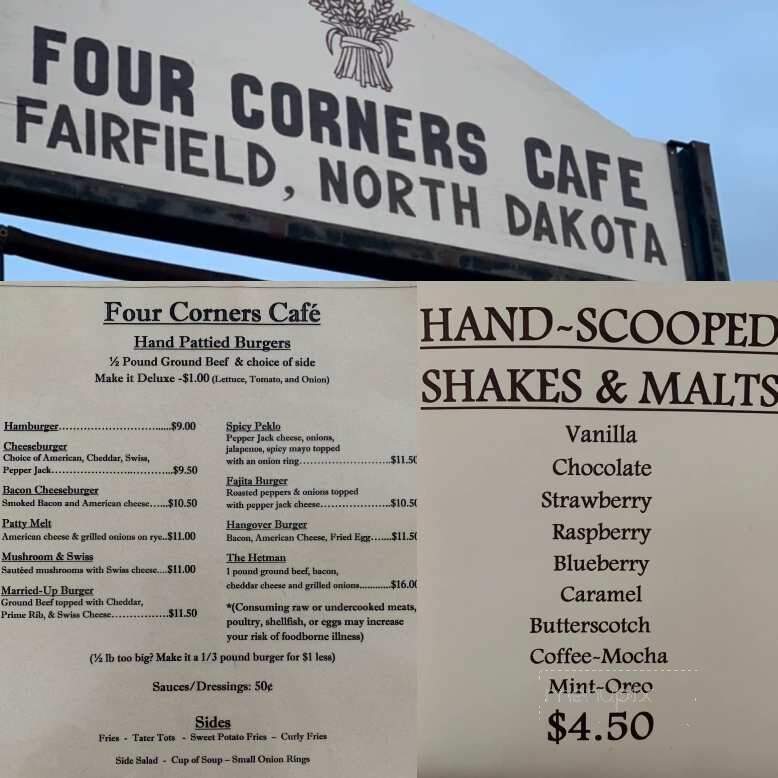 FOUR CORNERS CAFE
FAIRFIELD, NORTH DAKOTA
Four Corners Café
Hand Pattied Burgers
½ Pound Ground Beef & choice of side
Make it Deluxe -$1.00 (Lettuce, Tomato, and Onion)
Hamburger……………………......$9.00
Cheeseburger
Choice of American, Cheddar, Swiss,
Pepper Jack……………………..$9.50
Bacon Cheeseburger
Smoked Bacon and American cheese…...$10.50
Patty Melt
American cheese & grilled onions on rye..$11.00
Mushroom & Swiss
Sautéed mushrooms with Swiss cheese....$11.00
Married-Up Burger
Ground Beef topped with Cheddar,
Prime Rib, & Swiss Cheese……………$11.50
Spicy Peklo
Pepper Jack cheese, onions,
jalapenos, spicy mayo topped
with an onion ring…………………..$11.50
Fajita Burger
Roasted peppers & onions topped
with pepper jack cheese………………$10.50
Hangover Burger
Bacon, American Cheese, Fried Egg…...$11.50
The Hetman
1 pound ground beef, bacon,
cheddar cheese and grilled onions...........$16.00
*(Consuming raw or undercooked meats,
poultry, shellfish, or eggs may increase
your risk of foodborne illness)
(½ lb too big? Make it a 1/3 pound burger for $1 less)
Sauces/Dressings: 50¢
Sides
Fries - Tater Tots - Sweet Potato Fries – Curly Fries
Side Salad - Cup of Soup – Small Onion Rings
HAND~SCOOPED
SHAKES & MALTS
Vanilla
Chocolate
Strawberry
Raspberry
Blueberry
Caramel
Butterscotch
Coffee-Mocha
Mint-Oreo
menupix
$4.50